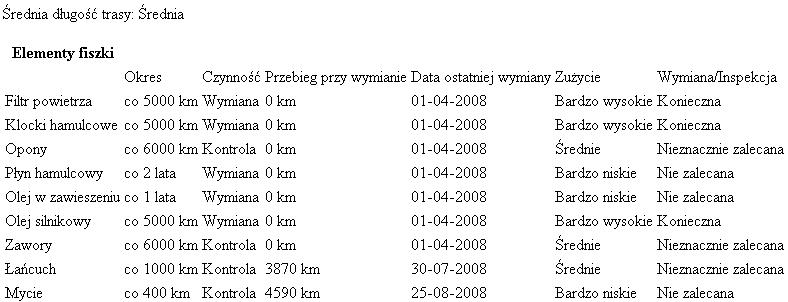 Średnia długość trasy: Średnia
Elementy fiszki
Okres Czynność Przebieg przy wymianie Data ostatniej wymiany Zużycie Wymiana/Inspekcja
Filtr powietrza co 5000 km Wymiana 0 km 01-04-2008 Bardzo wysokie Konieczna
Klocki hamulcowe co 5000 km Wymiana 0 km 01-04-2008 Bardzo wysokie Konieczna
Opony co 6000 km Kontrola 0 km 01-04-2008 Średnie Nieznacznie zalecana
Płyn hamulcowy co 2 lata Wymiana 0 km 01-04-2008 Bardzo niskie Nie zalecana
Olej w zawieszeniu co 1 lata Wymiana 0 km 01-04-2008 Bardzo niskie Nie zalecana
Olej silnikowy co 5000 km Wymiana 0 km 01-04-2008 Bardzo wysokie Konieczna
Zawory co 6000 km Kontrola 0 km 01-04-2008 Średnie Nieznacznie zalecana
Łańcuch co 1000 km Kontrola 3870 km 30-07-2008 Średnie Nieznacznie zalecana
Mycie co 400 km Kontrola 4590 km 25-08-2008 Bardzo niskie Nie zalecana